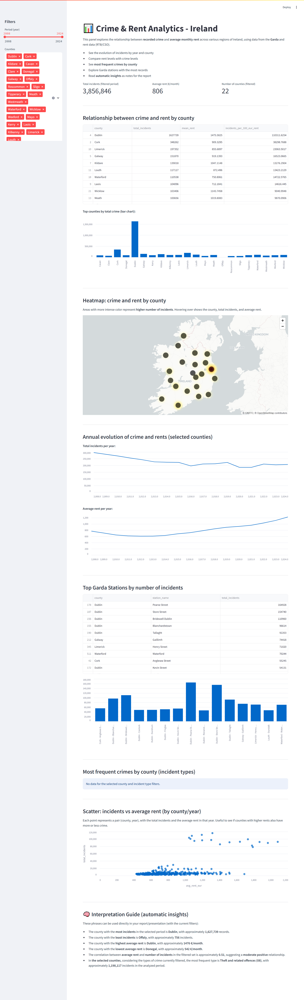 Deploy
Filters
Period (year)
2008 2024
2008 2024
Counties
Dublin × Cork ×
Kildare × Cavan ×
Clare × Donegal ×
Galway × Offaly ×
Roscommon × Sligo ×
Tipperary × Meath ×
Westmeath ×
Waterford × Wicklow ×
Wexford × Mayo ×
Kerry × Laois ×
Kilkenny × Limerick ×
Louth ×
Crime & Rent Analytics - Ireland
This panel explores the relationship between recorded crime and average monthly rent across various regions of Ireland, using data from the Garda and
rent data (RTB/CSO).
• See the evolution of incidents by year and county
• Compare rent levels with crime levels
• See most frequent crimes by county
• Explore Garda stations with the most records
• Read automatic insights as notes for the report
Total incidents (filtered period) Average rent (€/month) Number of counties (filtered)
3,856,846 806 22
Relationship between crime and rent by county
county total_incidents mean_rent incidents_per_100_eur_rent
4 Dublin 1627739 1475.5825 110311.6254
2 Cork 348262 909.3295 38298.7688
10 Limerick 197352 855.6897 23063.5017
5 Galway 151870 919.1393 16523.0665
7 Kildare 139018 1047.1148 13276.2904
11 Louth 117117 872.496 13423.2129
18 Waterford 110538 750.8061 14722.5765
9 Laois 104096 712.1841 14616.445
21 Wicklow 103406 1143.7458 9040.9948
13 Meath 100656 1019.8083 9870.0906
Top counties by total crime (bar chart):
1,500,000
1,000,000
500,000
0
Cavan Clare Cork Donegal Dublin Galway Kerry Kildare Kilkenny Laois Limerick Louth Mayo Meath Offaly Roscommon Sligo Tipperary Waterford Westmeath Wexford Wicklow
Heatmap: crime and rent by county
Areas with more intense color represent higher number of incidents. Hovering over shows the county, total incidents, and average rent.
+
−
UNITED KINGDOM
D
IRELAND
© CARTO, © OpenStreetMap contributors
Annual evolution of crime and rents (selected counties)
Total incidents per year:
300,000
250,000
200,000
150,000
100,000
50,000
0
2,008.0 2,009.0 2,010.0 2,011.0 2,012.0 2,013.0 2,014.0 2,015.0 2,016.0 2,017.0 2,018.0 2,019.0 2,020.0 2,021.0 2,022.0 2,023.0 2,024.0
Average rent per year:
1,200
1,000
800
600
400
200
0
2,008.0 2,009.0 2,010.0 2,011.0 2,012.0 2,013.0 2,014.0 2,015.0 2,016.0 2,017.0 2,018.0 2,019.0 2,020.0 2,021.0 2,022.0 2,023.0 2,024.0
Top Garda Stations by number of incidents
county station_name total_incidents
178 Dublin Pearse Street 164928
187 Dublin Store Street 154740
156 Dublin Bridewell Dublin 110960
155 Dublin Blanchardstown 96614
190 Dublin Tallaght 92203
212 Galway Gaillimh 74418
345 Limerick Henry Street 71020
511 Waterford Waterford 70244
42 Cork Anglesea Street 55245
172 Dublin Kevin Street 54131
180,000
160,000
140,000
120,000
100,000
80,000
60,000
40,000
20,000
0
Cork - Anglesea S... Dublin - Blanchar... Dublin - Bridewel... Dublin - Coolock Dublin - Dundrum Dublin - Finglas Dublin - Kevin Str... Dublin - Pearse St... Dublin - Ronanst... Dublin - Store Str... Dublin - Tallaght Galway - Gaillimh Limerick - Henry ... Louth - Dundalk Waterford - Water...
Most frequent crimes by county (incident types)
No data for the selected county and incident type filters.
Scatter: incidents vs average rent (by county/year)
Each point represents a pair (county, year), with the total incidents and the average rent in that year. Useful to see if counties with higher rents also have
more or less crime.
total_incidents
120,000
100,000
80,000
60,000
40,000
20,000
0
0 200 400 600 800 1,000 1,200 1,400 1,600 1,800 2,000 2,200
avg_rent_eur
Interpretation Guide (automatic insights)
These phrases can be used directly in your report/presentation (with the current filters):
• The county with the most incidents in the selected period is Dublin, with approximately 1,627,739 records.
• The county with the least incidents is Offaly, with approximately 756 incidents.
• The county with the highest average rent is Dublin, with approximately 1476 €/month.
• The county with the lowest average rent is Donegal, with approximately 542 €/month.
• The correlation between average rent and number of incidents in the filtered set is approximately 0.51, suggesting a moderate positive relationship.
• In the selected counties, considering the types of crime currently filtered, the most frequent type is Theft and related offences (08), with
approximately 1,198,117 incidents in the analyzed period.